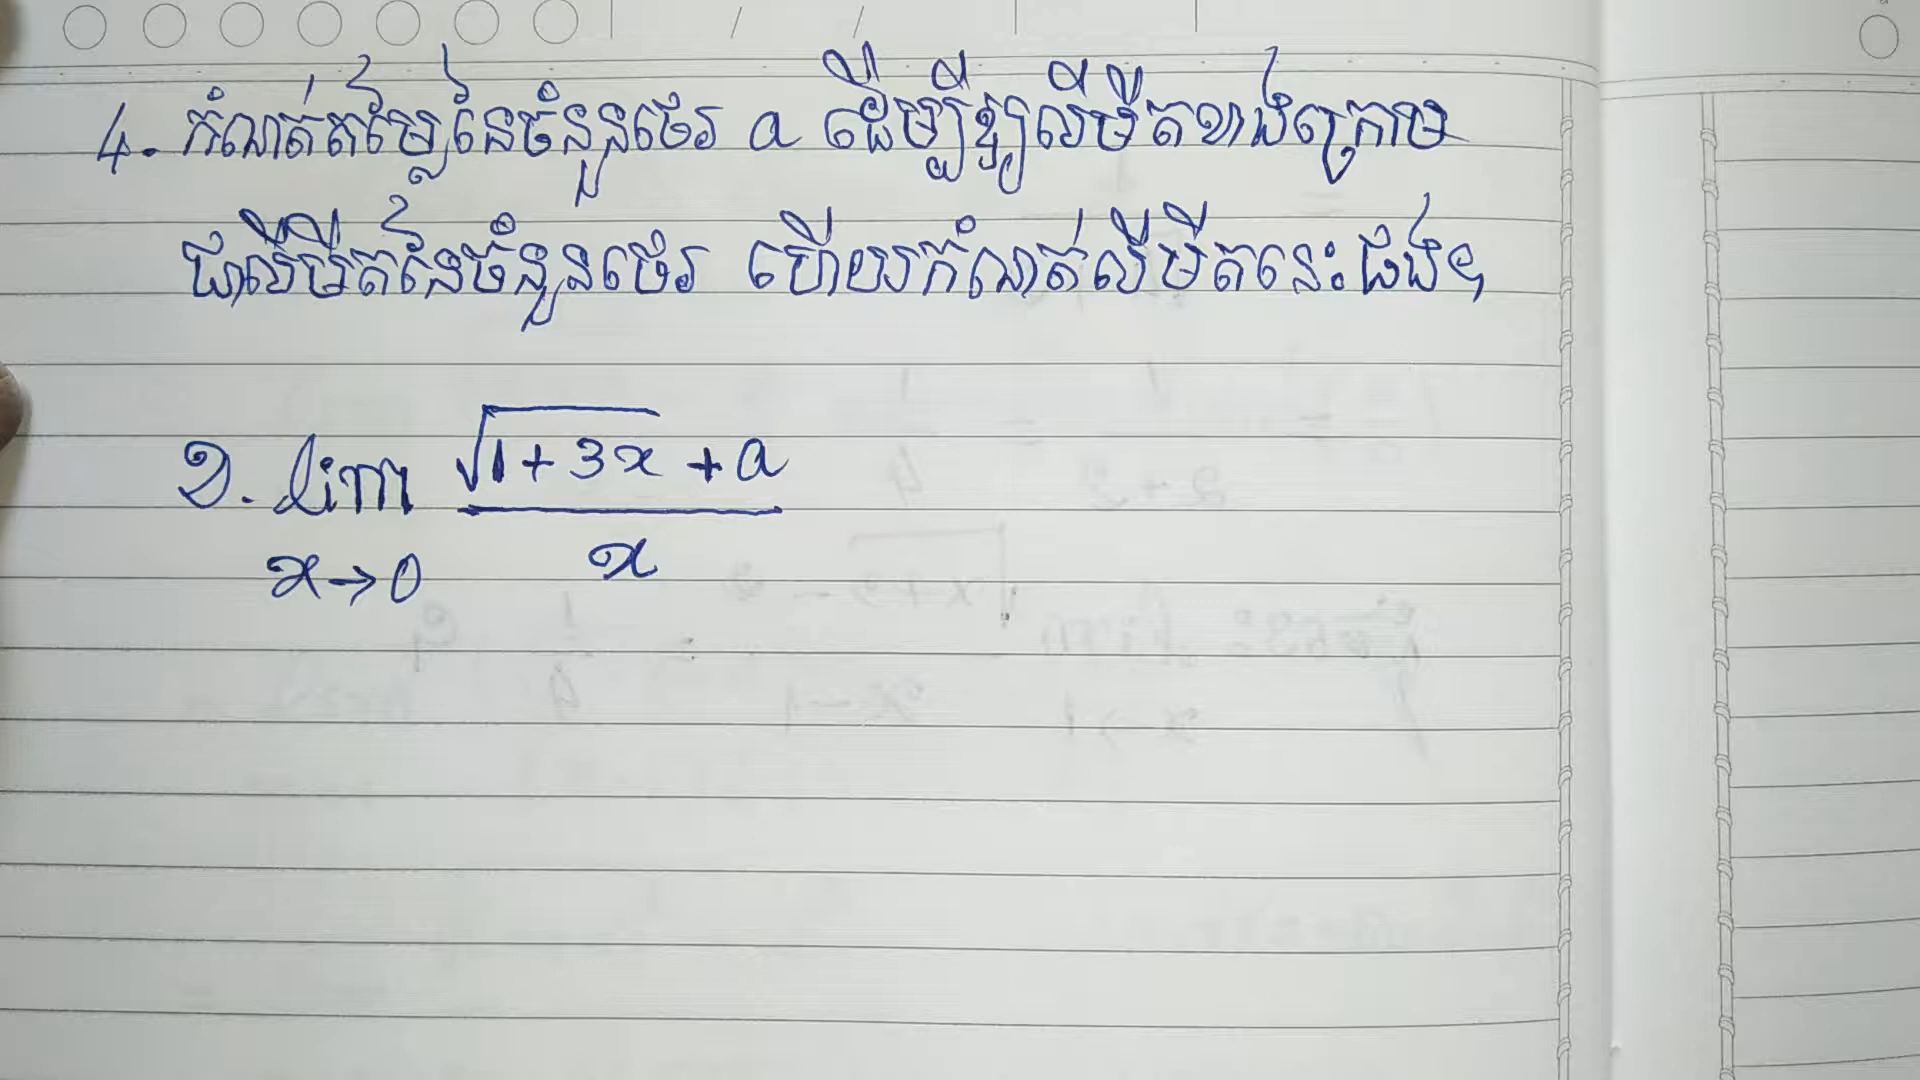 4. កំណត់តម្លៃនៃចំនួនថេរ a ដើម្បីឱ្យលីមីតខាងក្រោម
ជាលីមីតនៃចំនួនថេរ ហើយកំណត់លីមីតនេះផង។
ខ. lim √(1+3x) + a
x→0 x